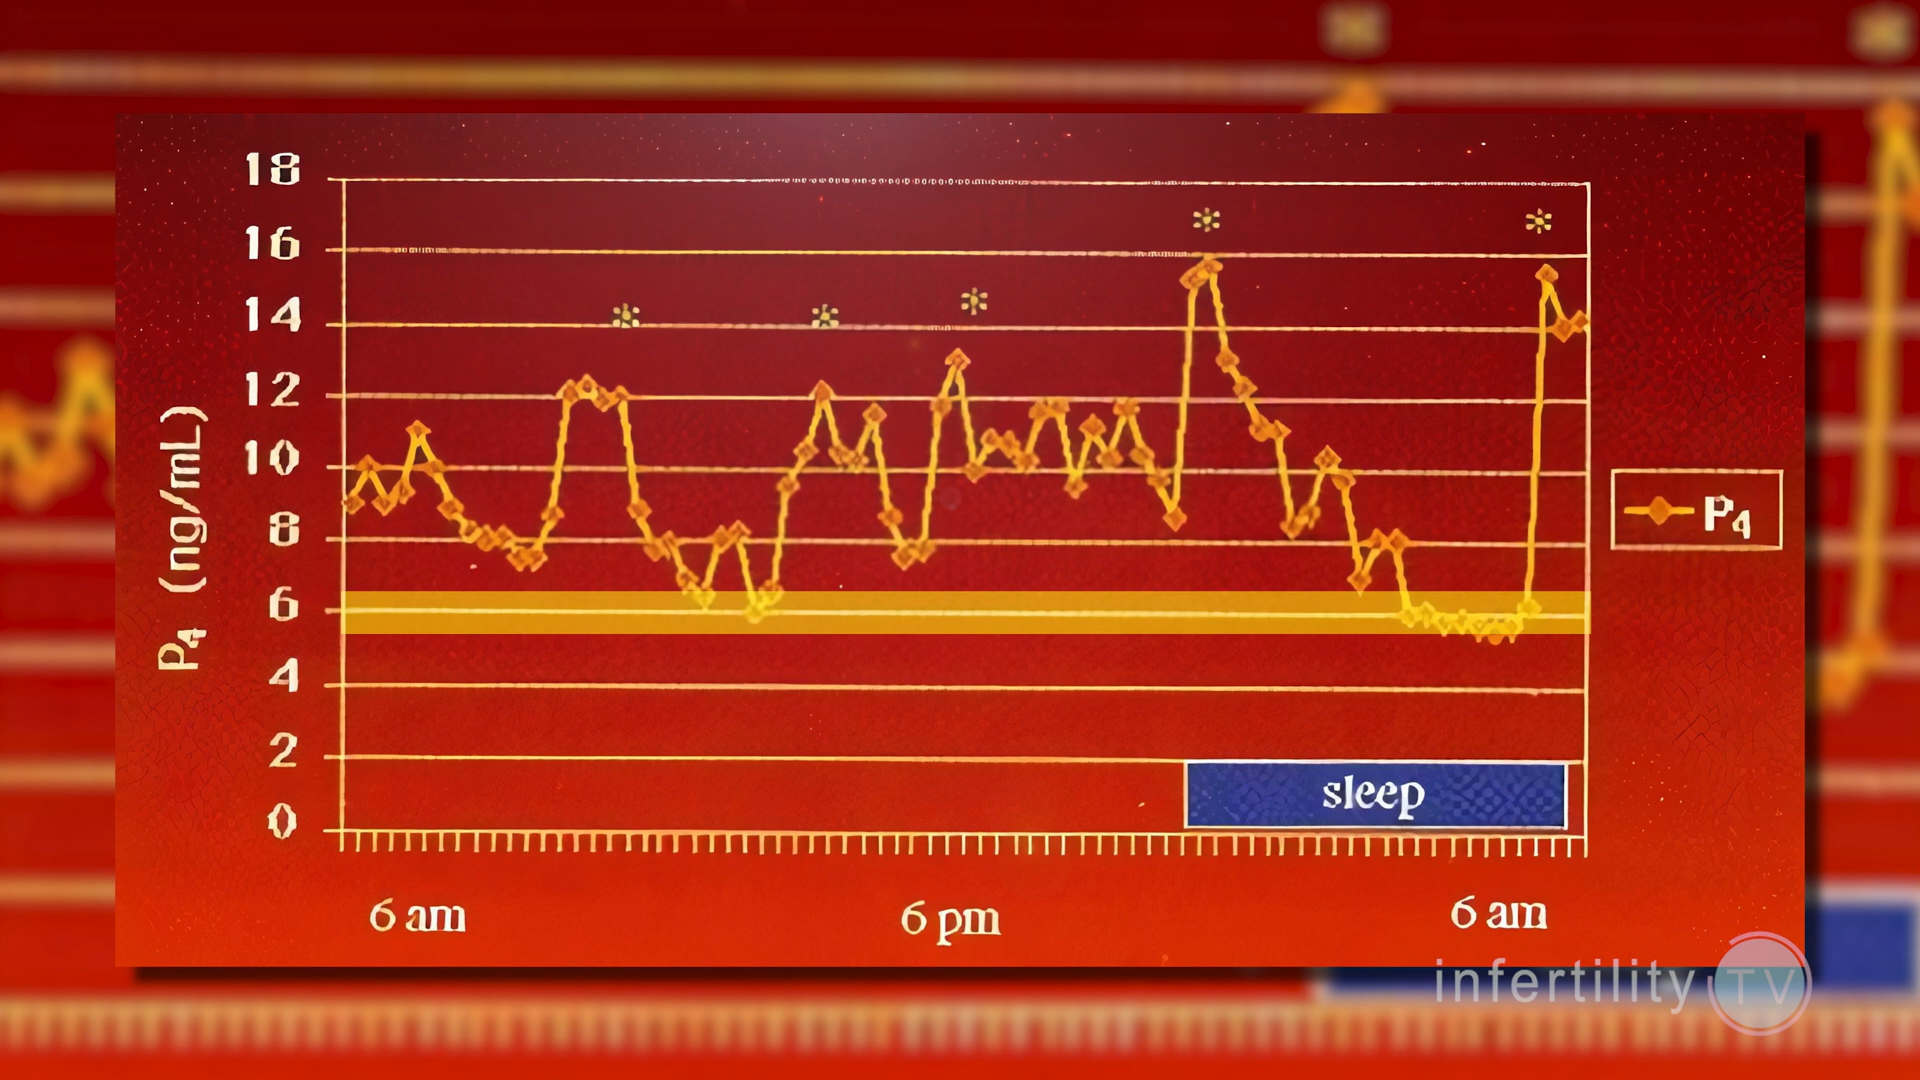 18
16
14
12
10
8
6
4
2
0
P4 (ng/mL)
* * * * *
P4
sleep
6 am 6 pm 6 am
infertility TV